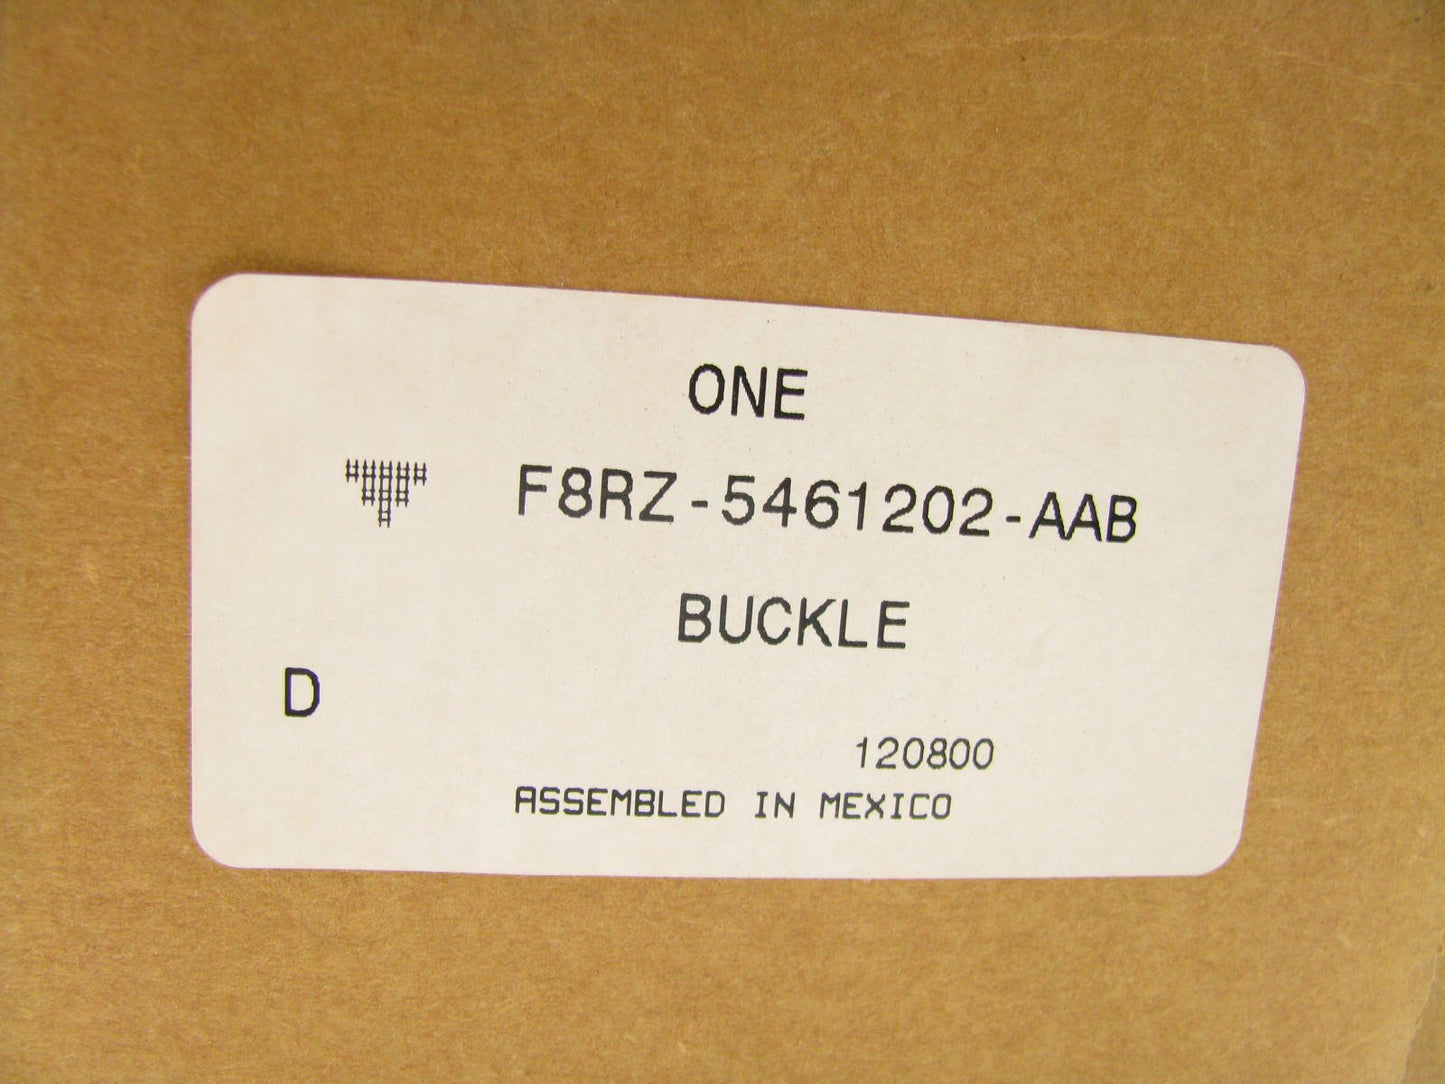 ONE
F8RZ-5461202-AAB
BUCKLE
D
120800
ASSEMBLED IN MEXICO